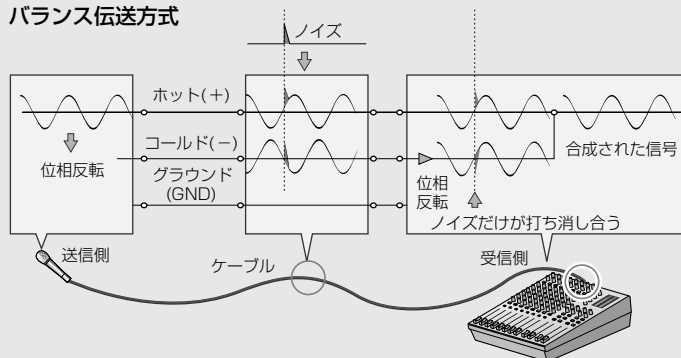 バランス伝送方式
ノイズ
ホット(＋)
コールド(－)
位相反転
グラウンド
(GND)
位相
反転
合成された信号
ノイズだけが打ち消し合う
送信側
ケーブル
受信側